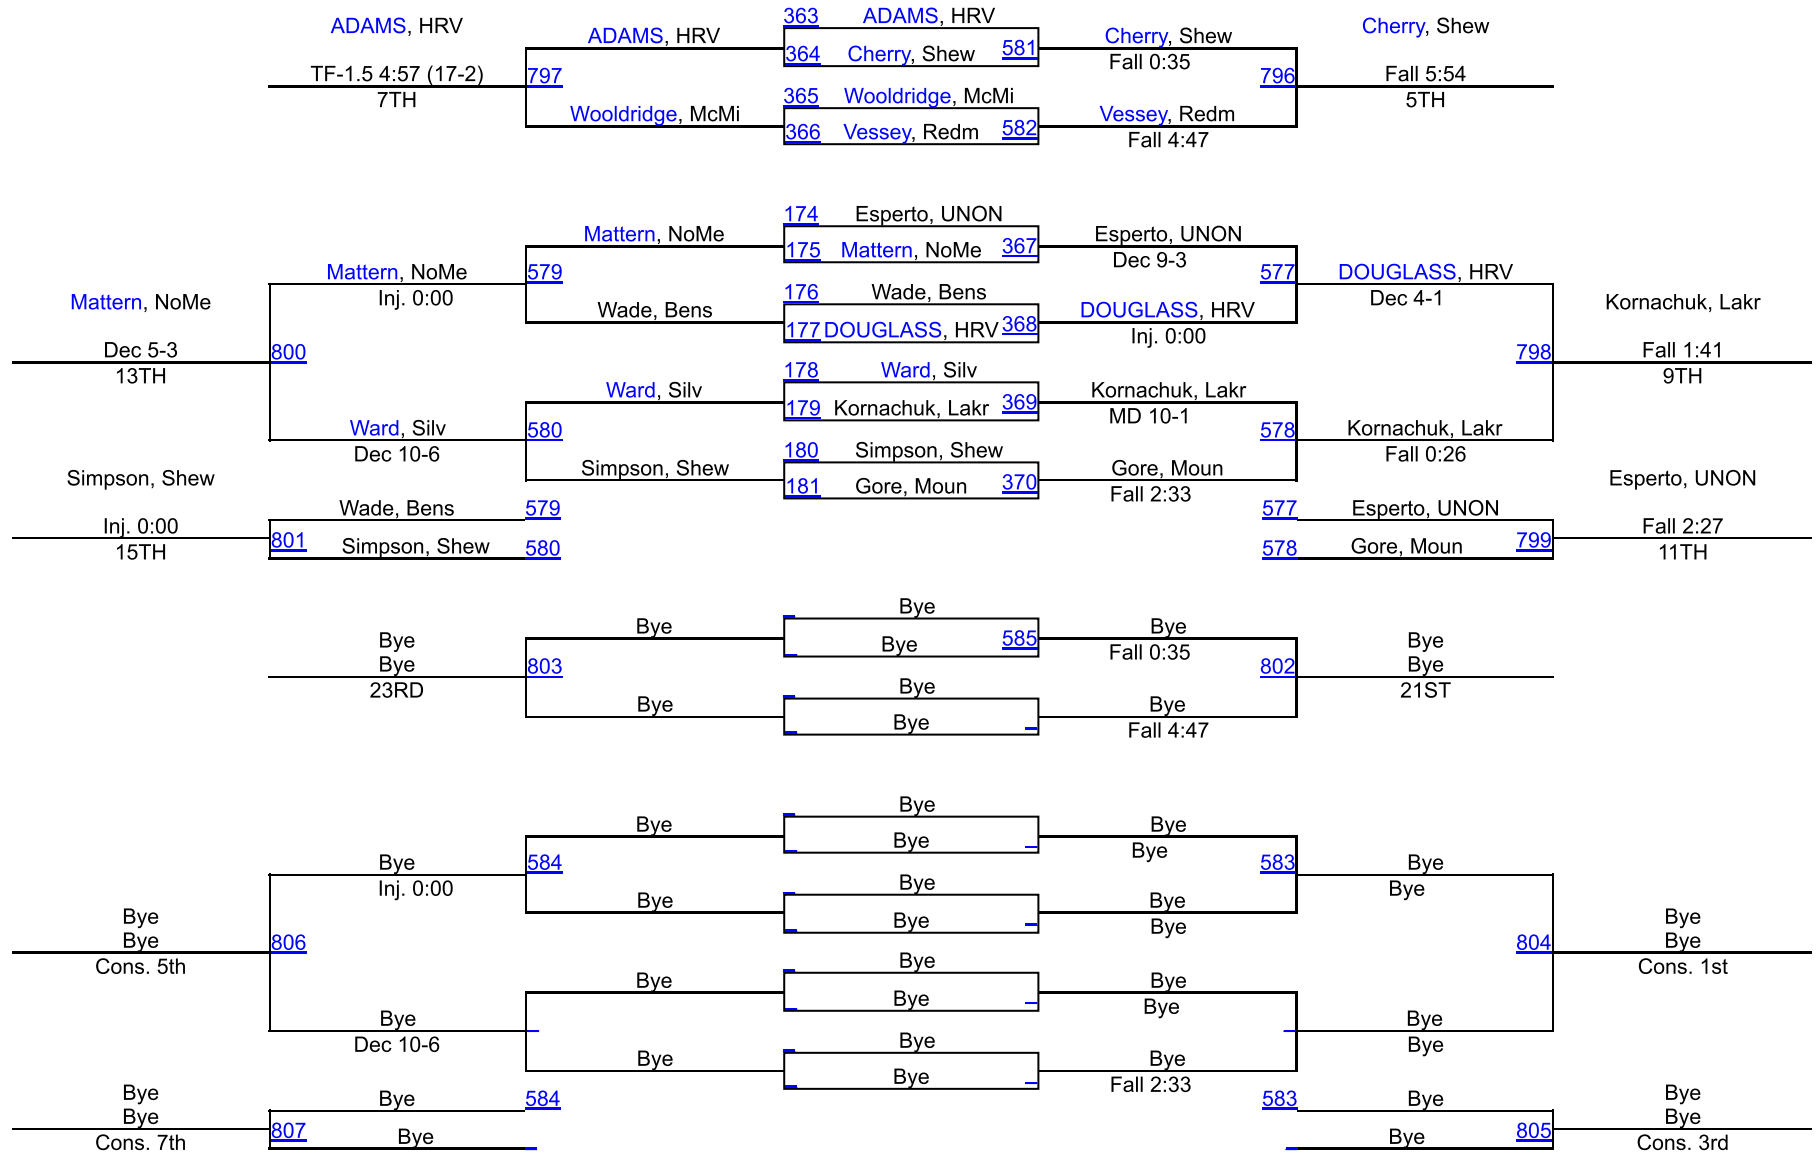 363 ADAMS, HRV
ADAMS, HRV
Cherry, Shew
ADAMS, HRV
Cherry, Shew
364 Cherry, Shew 581
Fall 0:35
TF-1.5 4:57 (17-2)
797
796
Fall 5:54
7TH
5TH
365 Wooldridge, McMi
Wooldridge, McMi
Vessey, Redm
366 Vessey, Redm 582
Fall 4:47
174 Esperto, UNON
Mattern, NoMe
Esperto, UNON
175 Mattern, NoMe 367
Dec 9-3
Mattern, NoMe
579
577
DOUGLASS, HRV
Inj. 0:00
Dec 4-1
176 Wade, Bens
Mattern, NoMe
Kornachuk, Lakr
Wade, Bens
DOUGLASS, HRV
177 DOUGLASS, HRV 368
Inj. 0:00
Dec 5-3
800
798
Fall 1:41
13TH
9TH
178 Ward, Silv
Ward, Silv
Kornachuk, Lakr
179 Kornachuk, Lakr 369
MD 10-1
Ward, Silv
580
578
Kornachuk, Lakr
Dec 10-6
Fall 0:26
180 Simpson, Shew
Simpson, Shew
Gore, Moun
Simpson, Shew
Esperto, UNON
181 Gore, Moun 370
Fall 2:33
Wade, Bens 579
577 Esperto, UNON
Inj. 0:00
801
799
Fall 2:27
Simpson, Shew 580
578 Gore, Moun
15TH
11TH
Bye
Bye
Bye 585
Bye
Fall 0:35
Bye
Bye
Bye
803
802
Bye
23RD
21ST
Bye
Bye
Bye
Bye
Fall 4:47
Bye
Bye
Bye
Bye
Bye
Bye
584
583
Bye
Inj. 0:00
Bye
Bye
Bye
Bye
Bye
Bye
Bye
Bye
Bye
806
804
Bye
Cons. 5th
Cons. 1st
Bye
Bye
Bye
Bye
Bye
Bye
Bye
Dec 10-6
Bye
Bye
Bye
Bye
Bye
Fall 2:33
Bye
Bye
Bye 584
583 Bye
Bye
Bye
807
805
Bye
Bye
Cons. 7th
Cons. 3rd